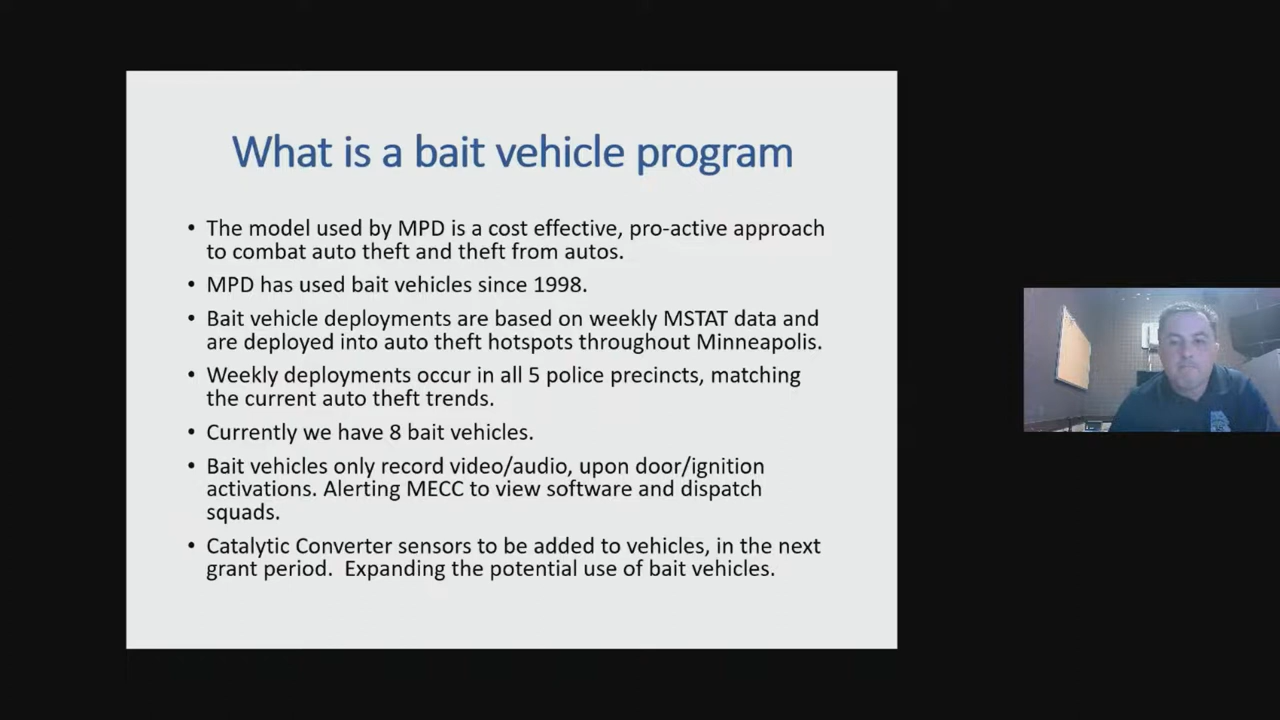 What is a bait vehicle program
• The model used by MPD is a cost effective, pro-active approach
to combat auto theft and theft from autos.
• MPD has used bait vehicles since 1998.
• Bait vehicle deployments are based on weekly MSTAT data and
are deployed into auto theft hotspots throughout Minneapolis.
• Weekly deployments occur in all 5 police precincts, matching
the current auto theft trends.
• Currently we have 8 bait vehicles.
• Bait vehicles only record video/audio, upon door/ignition
activations. Alerting MECC to view software and dispatch
squads.
• Catalytic Converter sensors to be added to vehicles, in the next
grant period.  Expanding the potential use of bait vehicles.